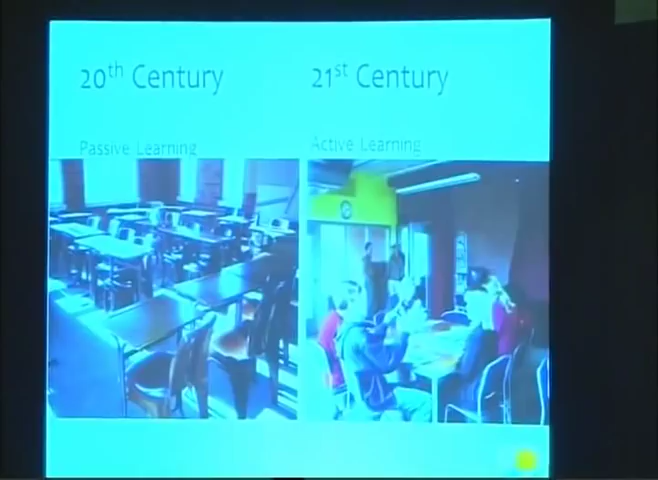 20th Century
21st Century
Passive Learning
Active Learning